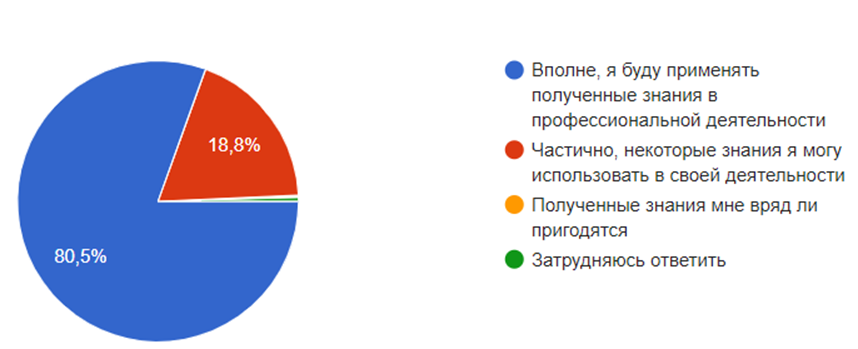 18,8%
80,5%
Вполне, я буду применять
полученные знания в
профессиональной деятельности
Частично, некоторые знания я могу
использовать в своей деятельности
Полученные знания мне вряд ли
пригодятся
Затрудняюсь ответить